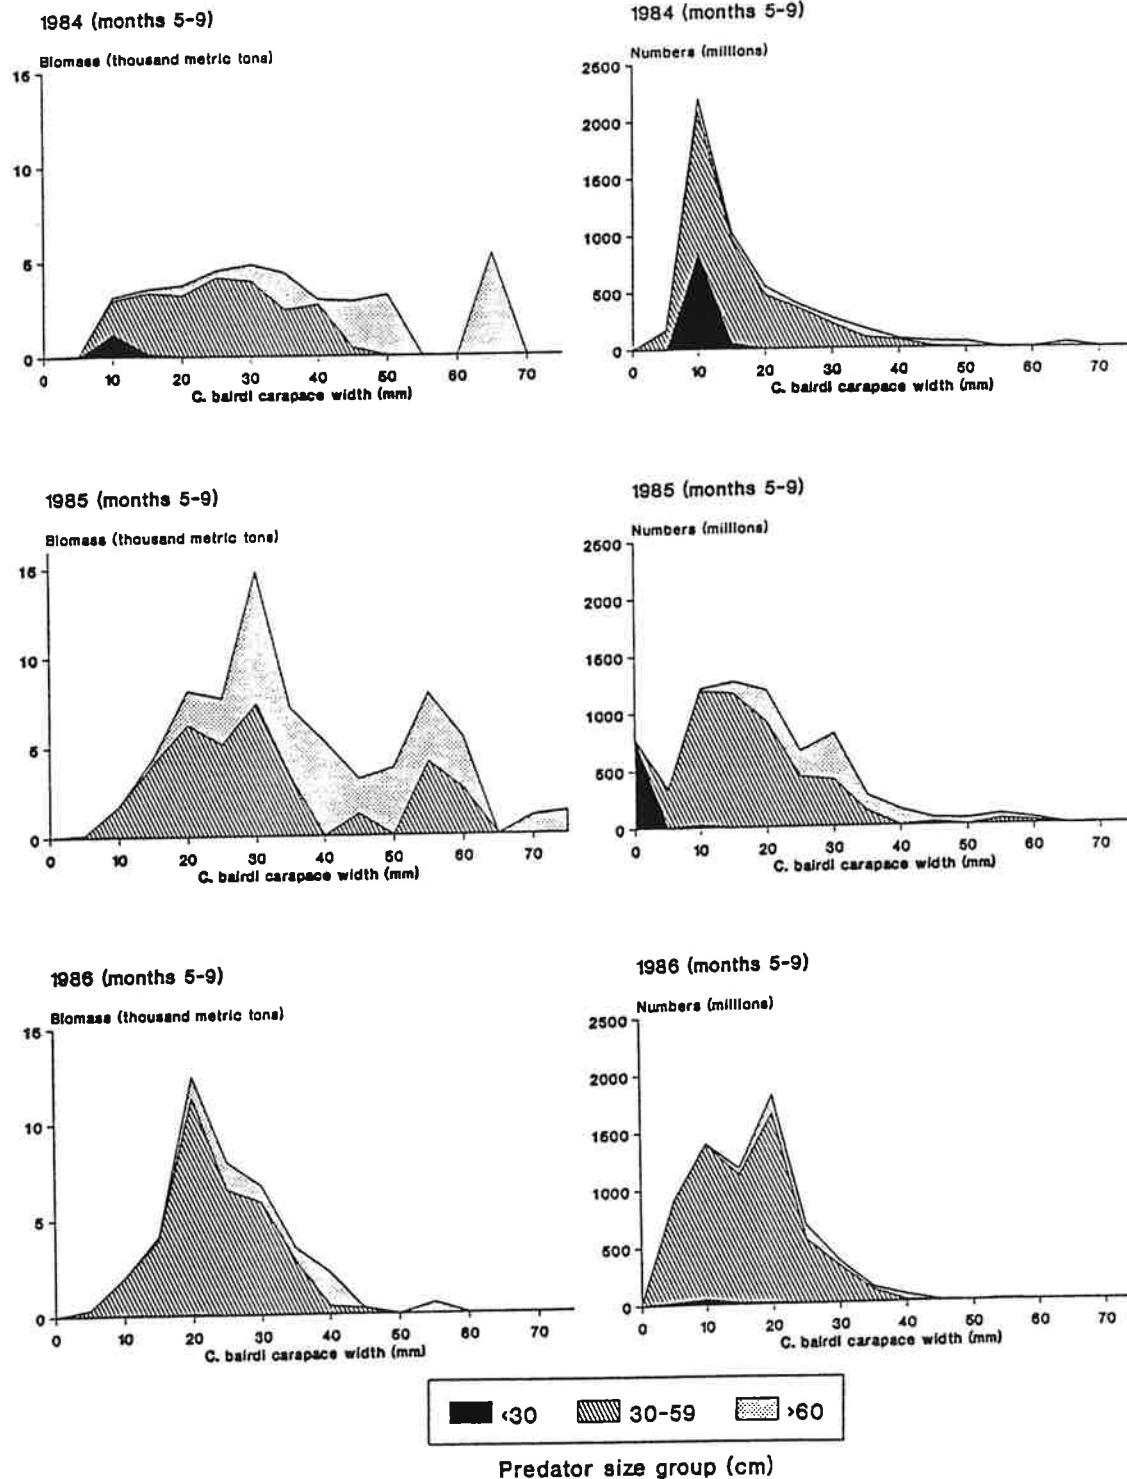 1984 (months 5-9)
Biomass (thousand metric tons)
15
10
5
0
0 10 20 30 40 50 60 70
C. bairdi carapace width (mm)
1984 (months 5-9)
Numbers (millions)
2500
2000
1500
1000
500
0
0 10 20 30 40 50 60 70
C. bairdi carapace width (mm)
1985 (months 5-9)
Biomass (thousand metric tons)
15
10
5
0
0 10 20 30 40 50 60 70
C. bairdi carapace width (mm)
1985 (months 5-9)
Numbers (millions)
2500
2000
1500
1000
500
0
0 10 20 30 40 50 60 70
C. bairdi carapace width (mm)
1986 (months 5-9)
Biomass (thousand metric tons)
15
10
5
0
0 10 20 30 40 50 60 70
C. bairdi carapace width (mm)
1986 (months 5-9)
Numbers (millions)
2500
2000
1500
1000
500
0
0 10 20 30 40 50 60 70
C. bairdi carapace width (mm)
<30 30-59 >60
Predator size group (cm)